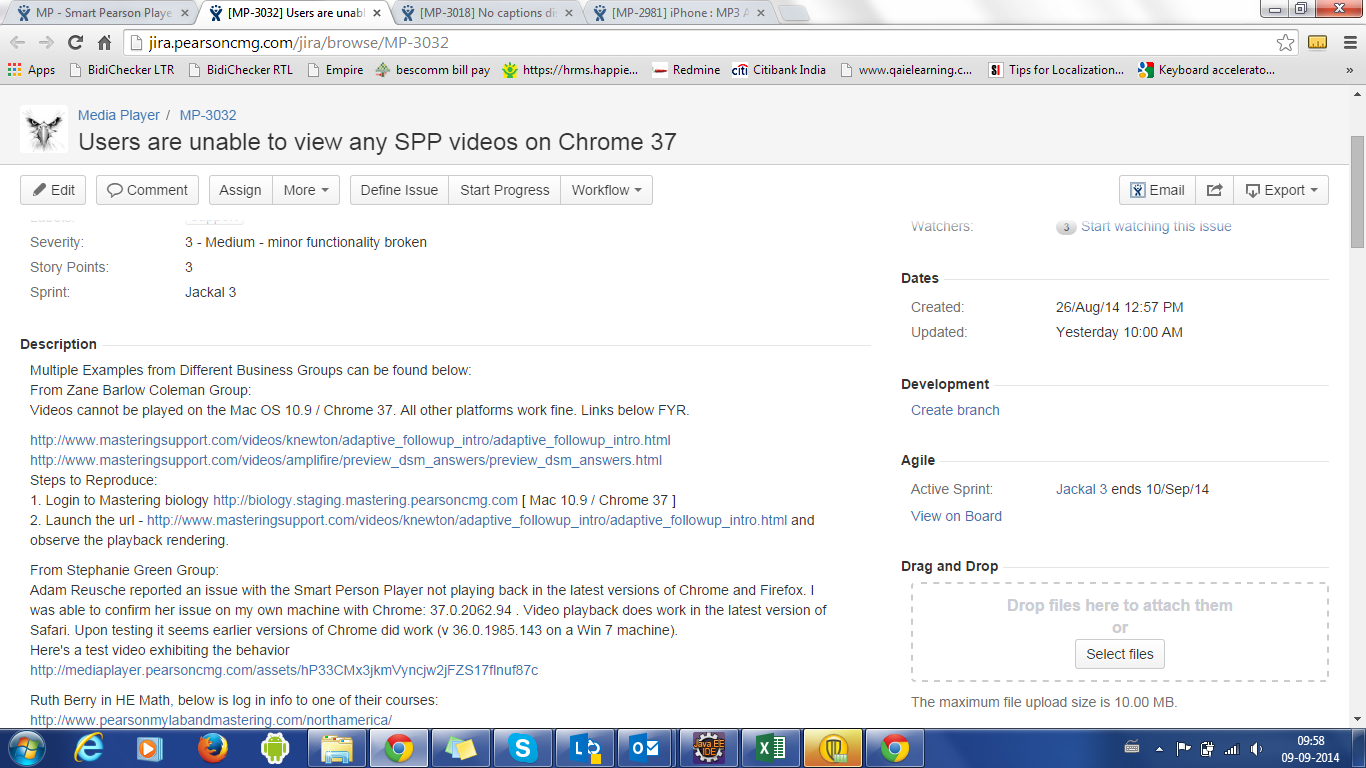 MP - Smart Pearson Playe
[MP-3032] Users are unabl
[MP-3018] No captions di
[MP-2981] iPhone : MP3 A
jira.pearsoncmg.com/jira/browse/MP-3032
Apps BidiChecker LTR BidiChecker RTL Empire bescomm bill pay https://hrms.happie... Redmine citi Citibank India www.qaielearning.c... SI Tips for Localization... Keyboard accelerato... »
Media Player / MP-3032
Users are unable to view any SPP videos on Chrome 37
Edit Comment Assign More Define Issue Start Progress Workflow Email Export
Labels:
Severity: 3 - Medium - minor functionality broken
Story Points: 3
Sprint: Jackal 3
Description
Multiple Examples from Different Business Groups can be found below:
From Zane Barlow Coleman Group:
Videos cannot be played on the Mac OS 10.9 / Chrome 37. All other platforms work fine. Links below FYR.
http://www.masteringsupport.com/videos/knewton/adaptive_followup_intro/adaptive_followup_intro.html
http://www.masteringsupport.com/videos/amplifire/preview_dsm_answers/preview_dsm_answers.html
Steps to Reproduce:
1. Login to Mastering biology http://biology.staging.mastering.pearsoncmg.com [ Mac 10.9 / Chrome 37 ]
2. Launch the url - http://www.masteringsupport.com/videos/knewton/adaptive_followup_intro/adaptive_followup_intro.html and
observe the playback rendering.
From Stephanie Green Group:
Adam Reusche reported an issue with the Smart Person Player not playing back in the latest versions of Chrome and Firefox. I
was able to confirm her issue on my own machine with Chrome: 37.0.2062.94 . Video playback does work in the latest version of
Safari. Upon testing it seems earlier versions of Chrome did work (v 36.0.1985.143 on a Win 7 machine).
Here's a test video exhibiting the behavior
http://mediaplayer.pearsoncmg.com/assets/hP33CMx3jkmVyncjw2jFZS17fInuf87c
Ruth Berry in HE Math, below is log in info to one of their courses:
http://www.pearsonmylabandmastering.com/northamerica/
Watchers: 3 Start watching this issue
Dates
Created: 26/Aug/14 12:57 PM
Updated: Yesterday 10:00 AM
Development
Create branch
Agile
Active Sprint: Jackal 3 ends 10/Sep/14
View on Board
Drag and Drop
Drop files here to attach them
or
Select files
The maximum file upload size is 10.00 MB.
Java EE
IDE
09:58
09-09-2014